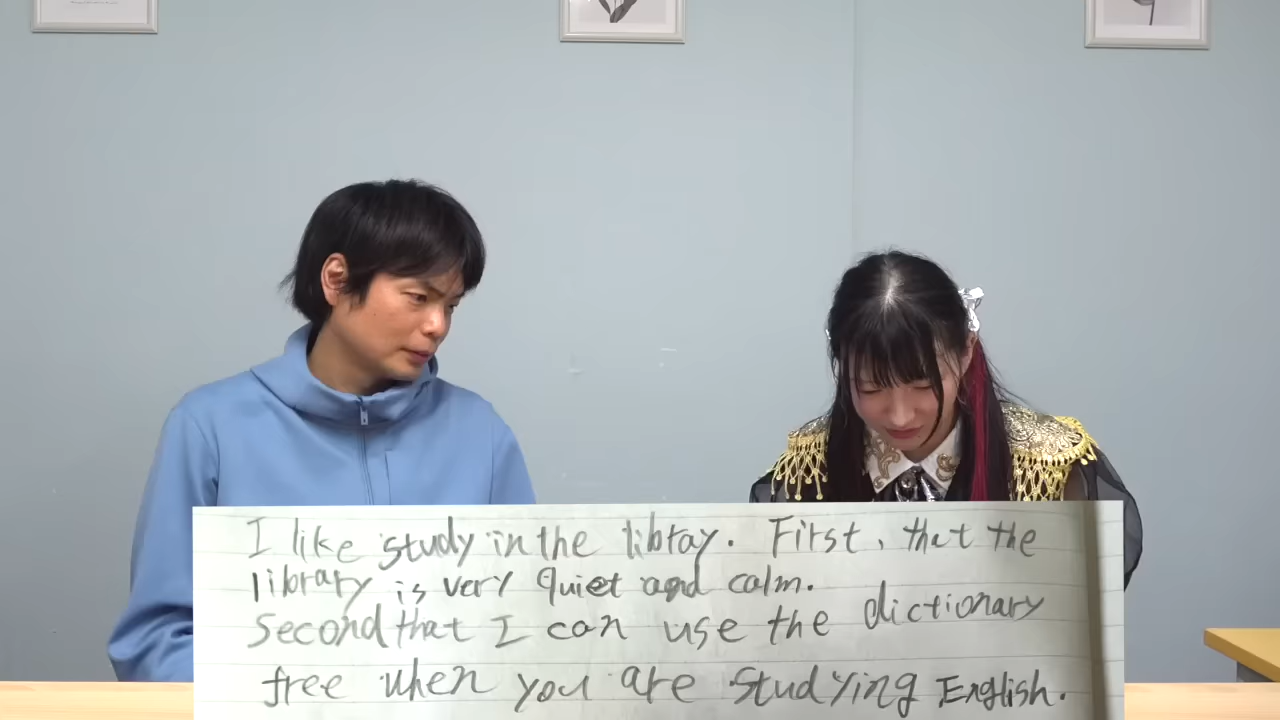 I like study in the libtay. First, that the
library is very quiet and calm.
Second that I can use the dictionary
free when you are studying English.